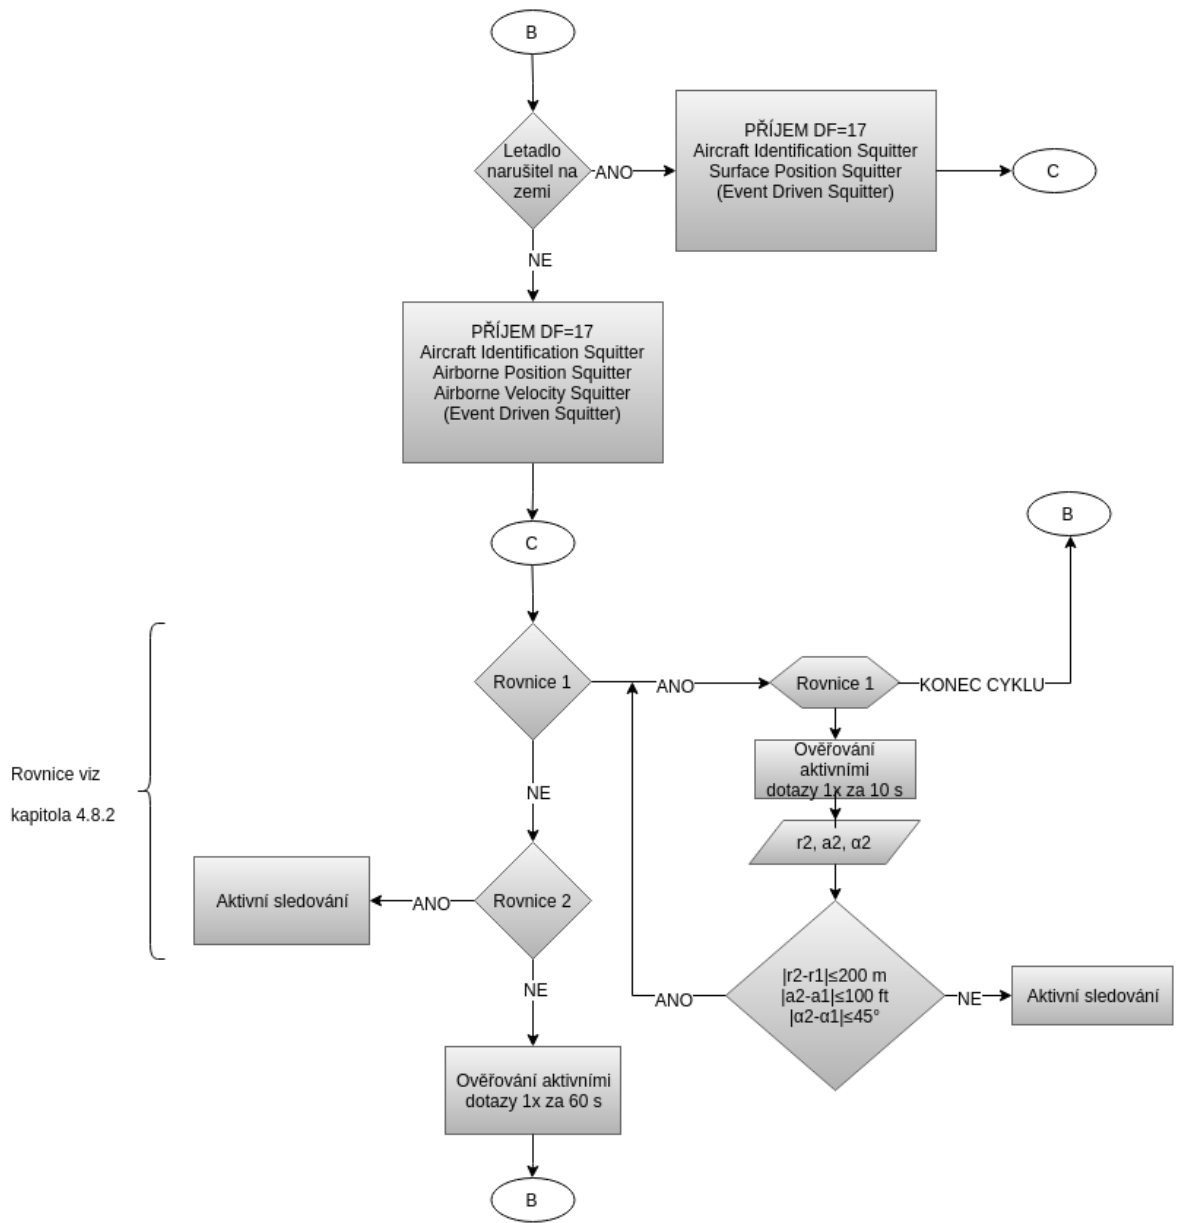 B
Letadlo
narušitel na
zemi
ANO
PŘÍJEM DF=17
Aircraft Identification Squitter
Surface Position Squitter
(Event Driven Squitter)
C
NE
PŘÍJEM DF=17
Aircraft Identification Squitter
Airborne Position Squitter
Airborne Velocity Squitter
(Event Driven Squitter)
C
B
Rovnice 1
ANO
Rovnice 1
KONEC CYKLU
Ověřování
aktivními
dotazy 1x za 10 s
Rovnice viz
kapitola 4.8.2
NE
r2, a2, α2
Aktivní sledování
ANO
Rovnice 2
|r2-r1|≤200 m
|a2-a1|≤100 ft
|α2-α1|≤45°
ANO
NE
Aktivní sledování
NE
Ověřování aktivními
dotazy 1x za 60 s
B